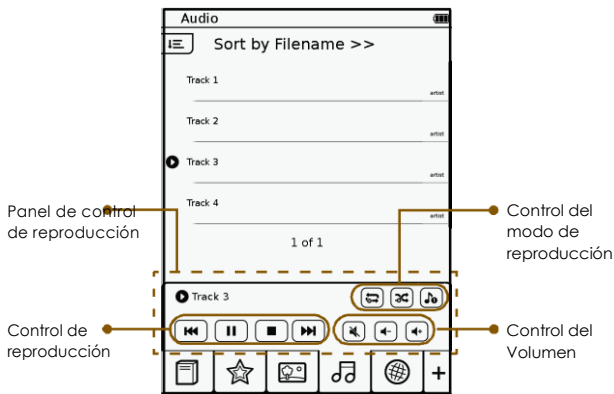 Audio
Sort by Filename >>
Track 1
artist
Track 2
artist
Track 3
artist
Track 4
artist
1 of 1
Panel de control
de reproducción
Control del
modo de
reproducción
Track 3
Control de
reproducción
Control del
Volumen